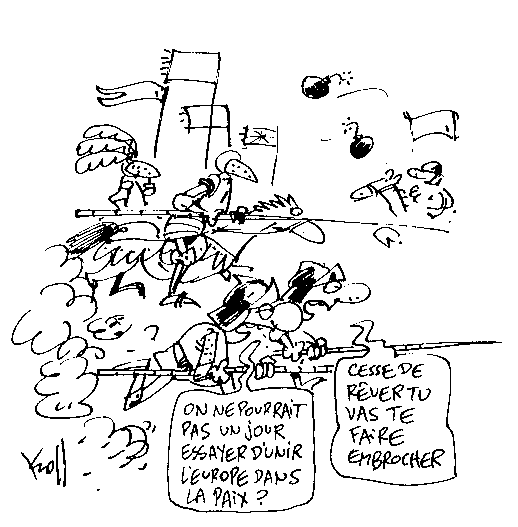 ON NE POURRAIT
PAS UN JOUR
ESSAYER D'UNIR
L'EUROPE DANS
LA PAIX ?
CESSE DE
RÊVER TU
VAS TE
FAIRE
EMBROCHER
Kroll